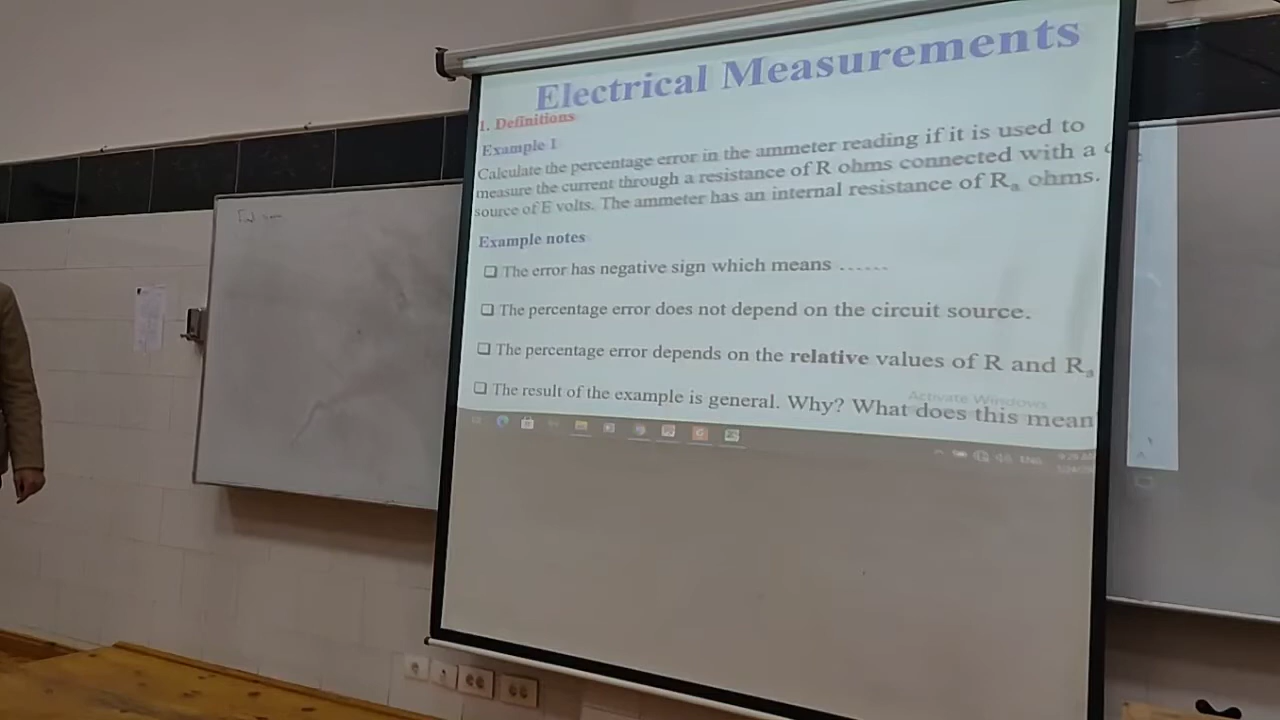 Electrical Measurements
1. Definitions
Example 1
Calculate the percentage error in the ammeter reading if it is used to
measure the current through a resistance of R ohms connected with a
source of E volts. The ammeter has an internal resistance of Rₐ ohms.
Example notes
❑ The error has negative sign which means ......
❑ The percentage error does not depend on the circuit source.
❑ The percentage error depends on the relative values of R and Rₐ
❑ The result of the example is general. Why? What does this mean
Activate Windows
ENG